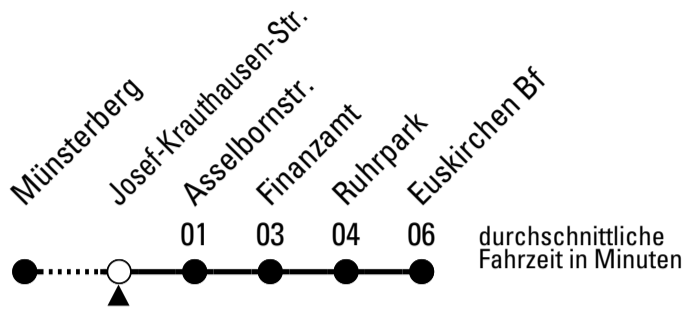 Münsterberg
Josef-Krauthausen-Str.
Asselbornstr.
Finanzamt
Ruhrpark
Euskirchen Bf
01 03 04 06
durchschnittliche
Fahrzeit in Minuten